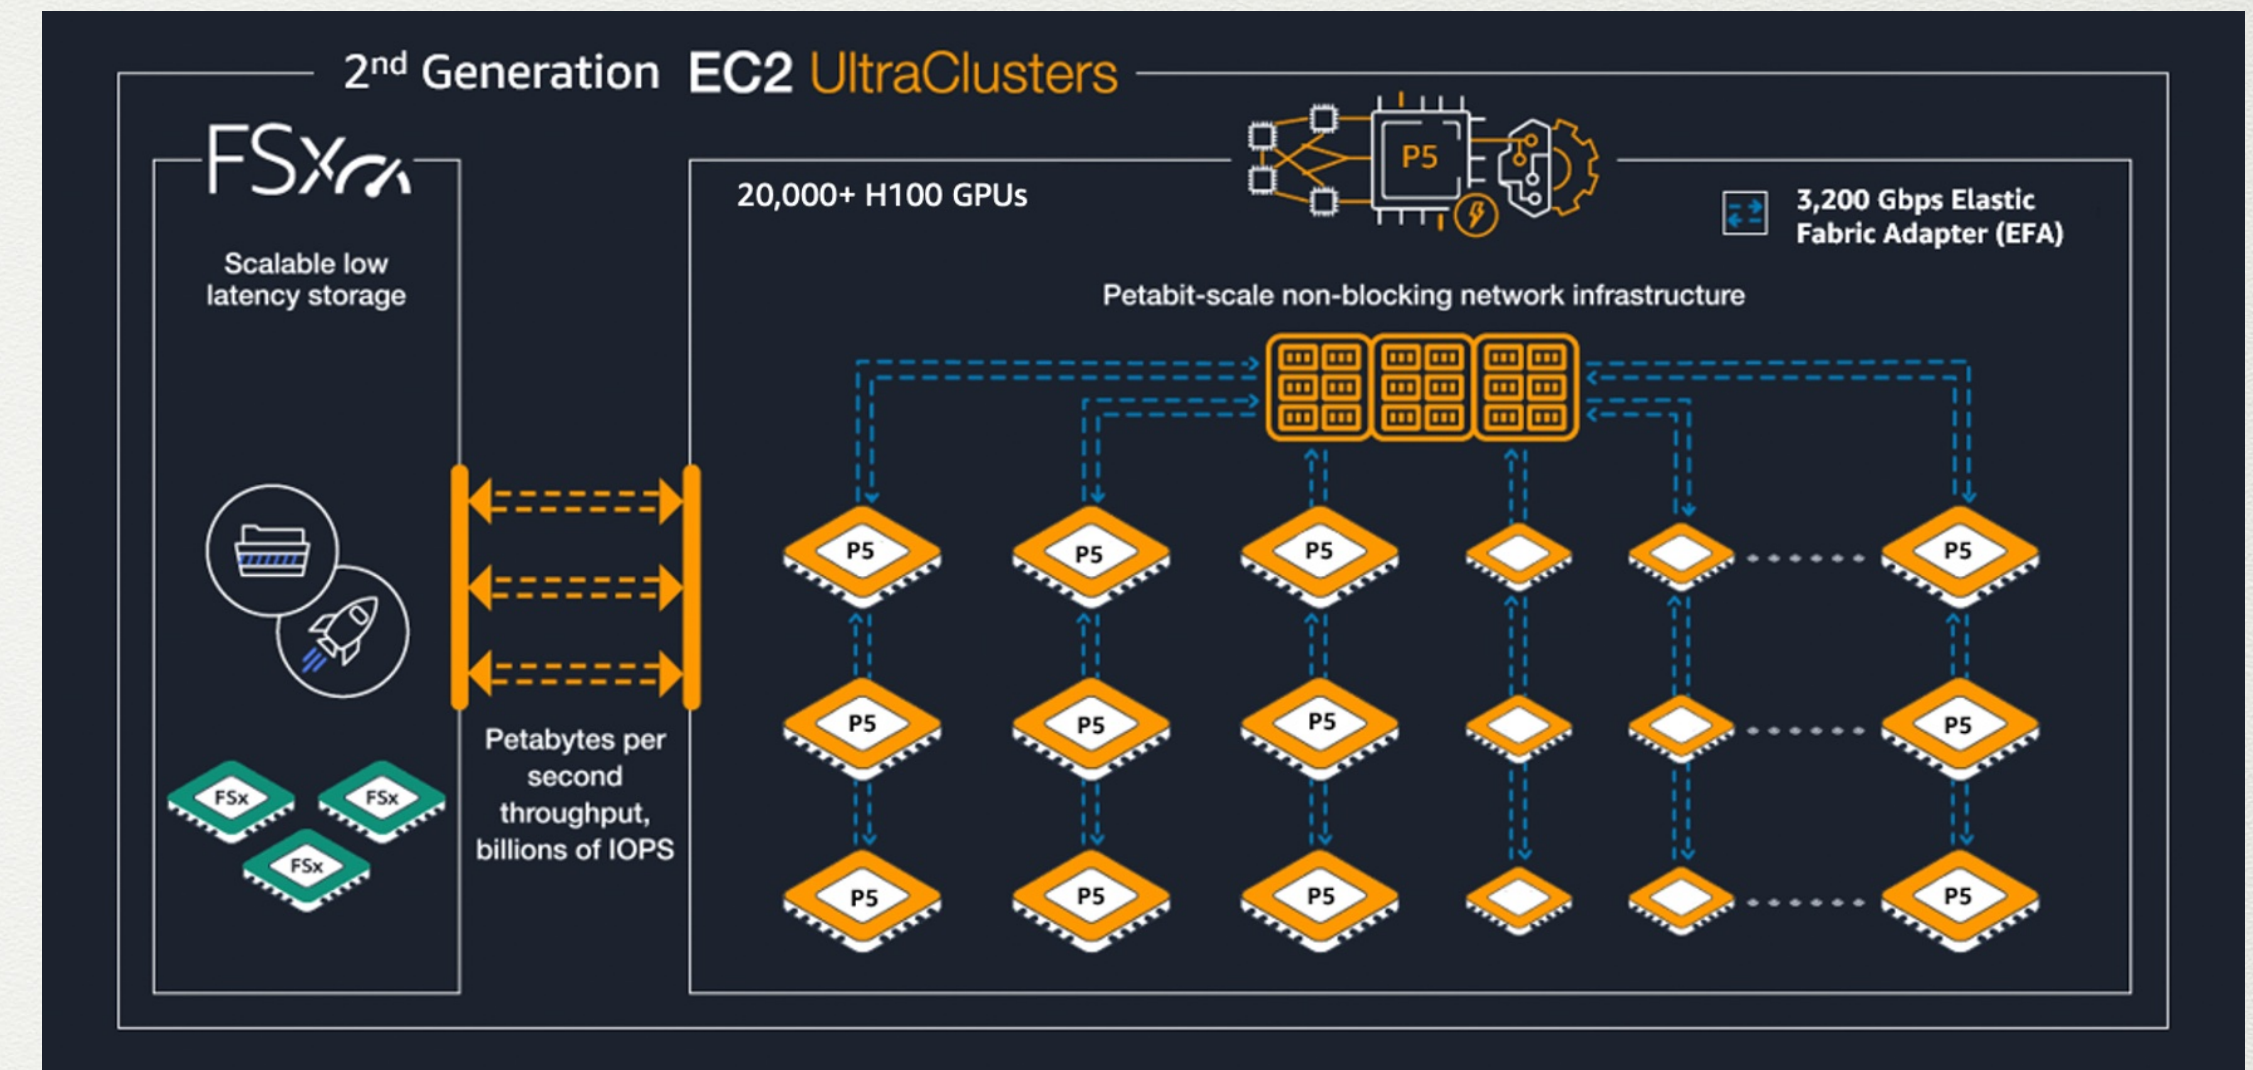 2nd Generation EC2 UltraClusters
FSx
Scalable low
latency storage
FSx
FSx
FSx
Petabytes per
second
throughput,
billions of IOPS
20,000+ H100 GPUs
P5
3,200 Gbps Elastic
Fabric Adapter (EFA)
Petabit-scale non-blocking network infrastructure
P5
P5
P5
P5
P5
P5
P5
P5
P5
P5
P5
P5